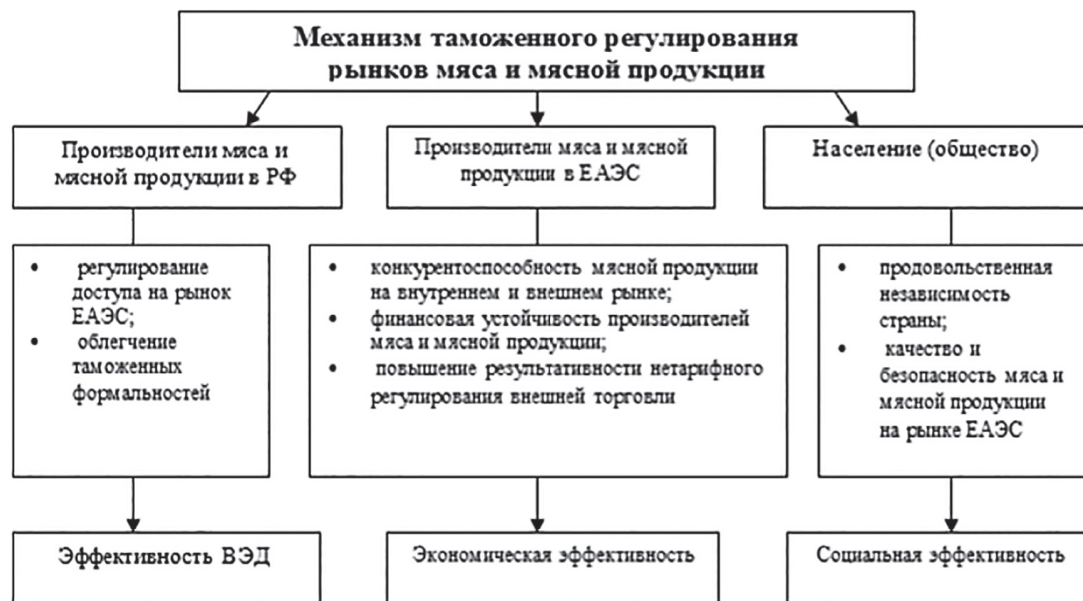 Механизм таможенного регулирования
рынков мяса и мясной продукции
Производители мяса и
мясной продукции в РФ
Производители мяса и мясной
продукции в ЕАЭС
Население (общество)
• регулирование
доступа на рынок
ЕАЭС;
• облегчение
таможенных
формальностей
• конкурентоспособность мясной продукции
на внутреннем и внешнем рынке;
• финансовая устойчивость производителей
мяса и мясной продукции;
• повышение результативности нетарифного
регулирования внешней торговли
• продовольственная
независимость
страны;
• качество и
безопасность мяса и
мясной продукции
на рынке ЕАЭС
Эффективность ВЭД
Экономическая эффективность
Социальная эффективность